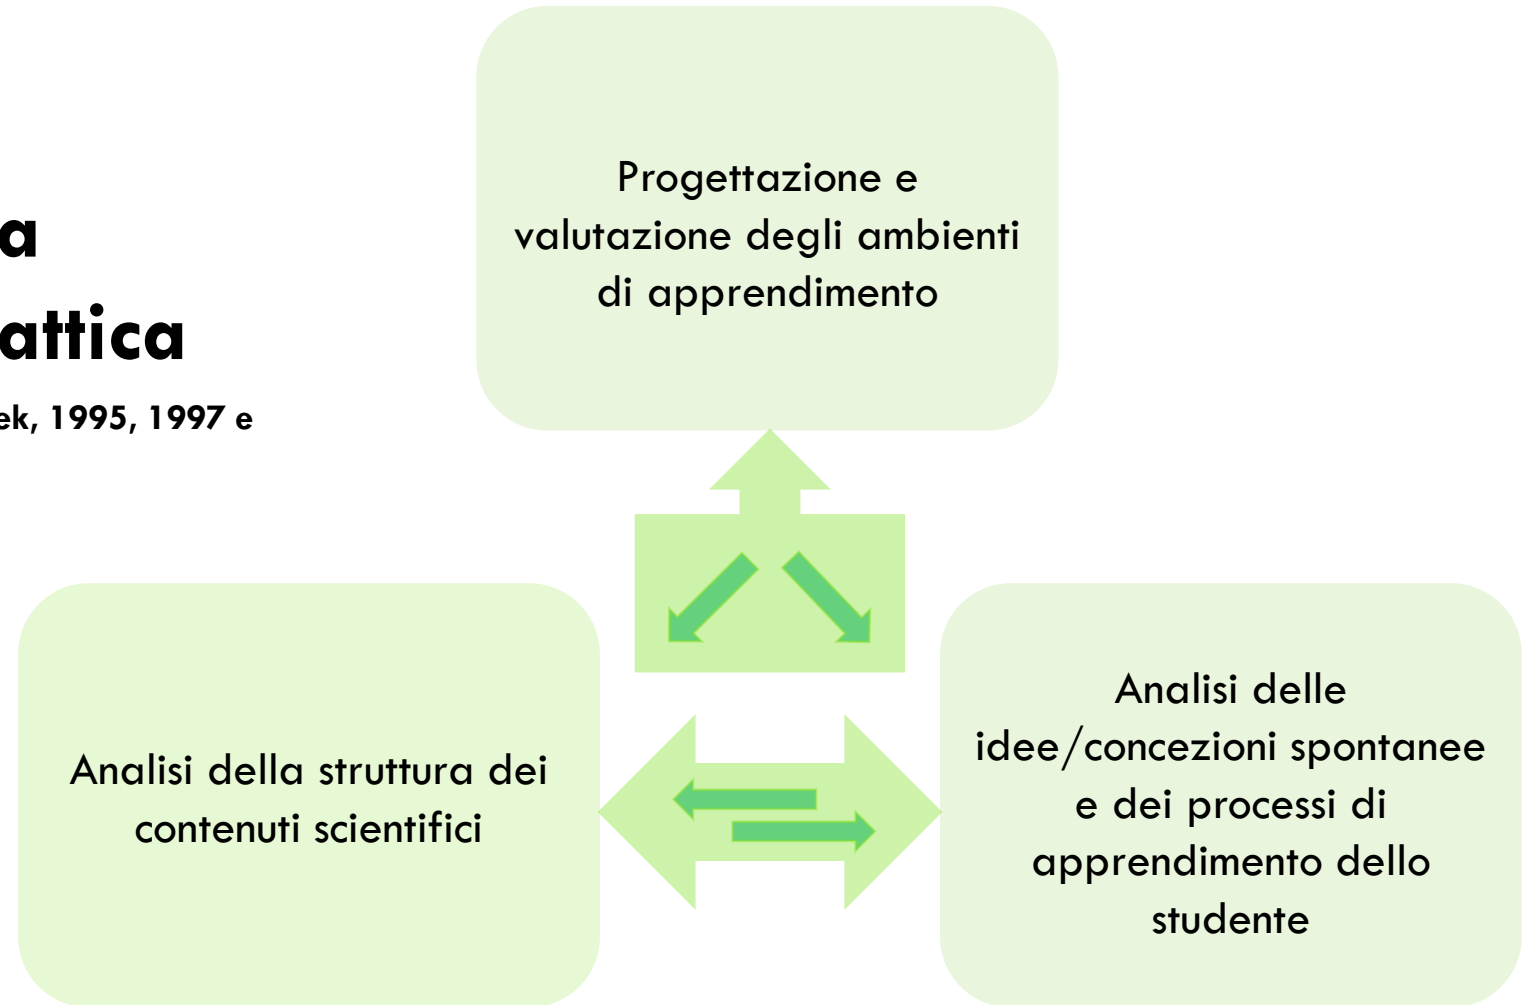 a
attica
ek, 1995, 1997 e
Progettazione e
valutazione degli ambienti
di apprendimento
Analisi della struttura dei
contenuti scientifici
Analisi delle
idee/concezioni spontanee
e dei processi di
apprendimento dello
studente